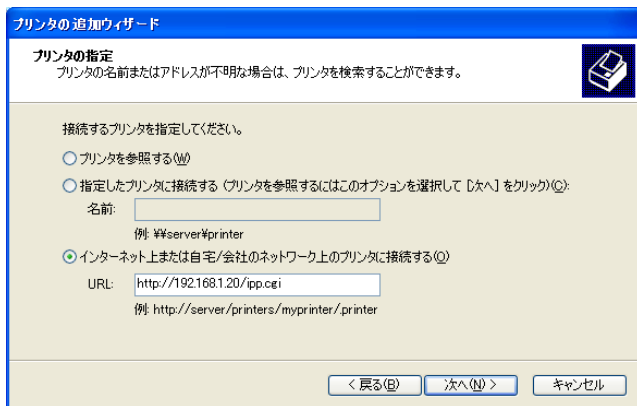 プリンタの追加ウィザード
プリンタの指定
プリンタの名前またはアドレスが不明な場合は、プリンタを検索することができます。
接続するプリンタを指定してください。
プリンタを参照する(W)
指定したプリンタに接続する (プリンタを参照するにはこのオプションを選択して [次へ] をクリック)(C):
名前:
例: ¥¥server¥printer
インターネット上または自宅/会社のネットワーク上のプリンタに接続する(O)
URL: http://192.168.1.20/ipp.cgi
例: http://server/printers/myprinter/.printer
< 戻る(B) 次へ(N) > キャンセル